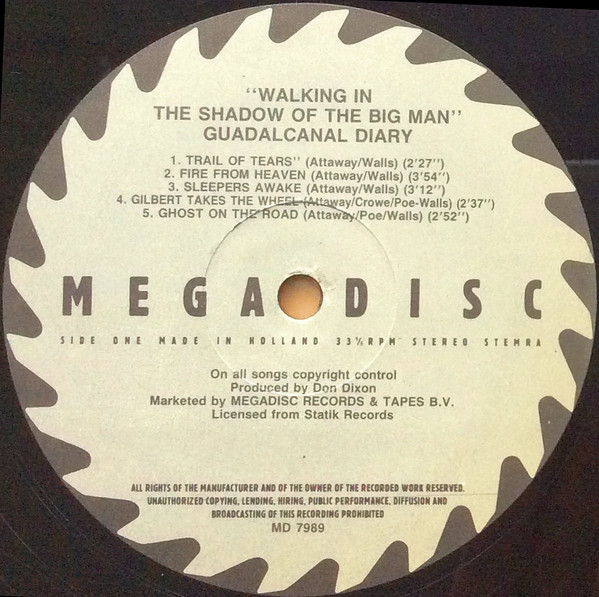 "WALKING IN
THE SHADOW OF THE BIG MAN"
GUADALCANAL DIARY
1. TRAIL OF TEARS" (Attaway/Walls) (2'27")
2. FIRE FROM HEAVEN (Attaway/Walls) (3'54")
3. SLEEPERS AWAKE (Attaway/Walls) (3'12")
4. GILBERT TAKES THE WHEEL (Attaway/Crowe/Poe-Walls) (2'37")
5. GHOST ON THE ROAD (Attaway/Poe/Walls) (2'52")
MEGADISC
SIDE ONE MADE IN HOLLAND 33⅓ RPM STEREO STEMRA
On all songs copyright control
Produced by Don Dixon
Marketed by MEGADISC RECORDS & TAPES B.V.
Licensed from Statik Records
ALL RIGHTS OF THE MANUFACTURER AND OF THE OWNER OF THE RECORDED WORK RESERVED.
UNAUTHORIZED COPYING, LENDING, HIRING, PUBLIC PERFORMANCE, DIFFUSION AND
BROADCASTING OF THIS RECORDING PROHIBITED
MD 7989